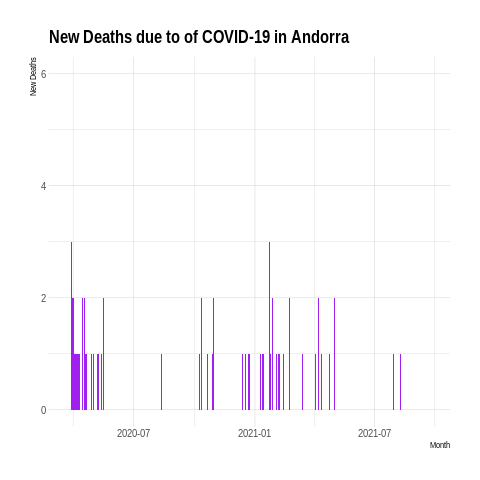 New Deaths due to of COVID-19 in Andorra
New Deaths
6
4
2
0
2020-07
2021-01
2021-07
Month